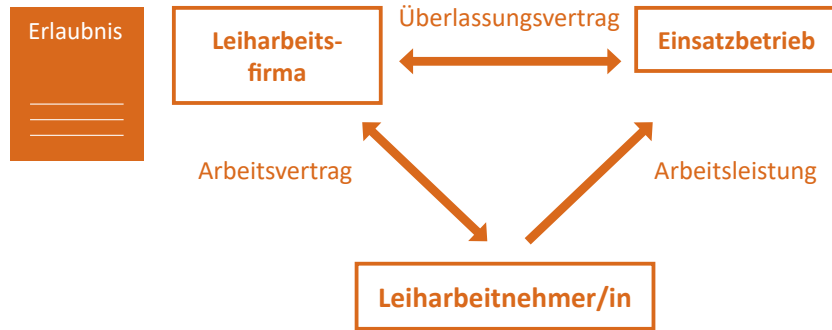 Erlaubnis
Leiharbeits-
firma
Überlassungsvertrag
Einsatzbetrieb
Arbeitsvertrag
Arbeitsleistung
Leiharbeitnehmer/in